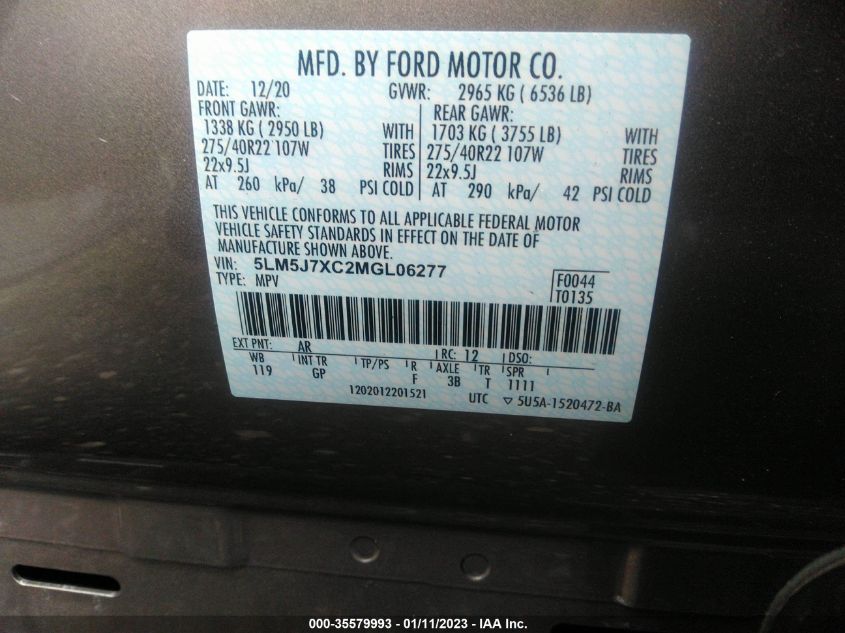 MFD. BY FORD MOTOR CO.
DATE: 12/20 GVWR: 2965 KG ( 6536 LB)
FRONT GAWR: REAR GAWR:
1338 KG ( 2950 LB) WITH 1703 KG ( 3755 LB) WITH
275/40R22 107W TIRES 275/40R22 107W TIRES
22x9.5J RIMS 22x9.5J RIMS
AT 260 kPa/ 38 PSI COLD AT 290 kPa/ 42 PSI COLD
THIS VEHICLE CONFORMS TO ALL APPLICABLE FEDERAL MOTOR
VEHICLE SAFETY STANDARDS IN EFFECT ON THE DATE OF
MANUFACTURE SHOWN ABOVE.
VIN: 5LM5J7XC2MGL06277
TYPE: MPV F0044
T0135
EXT PNT: AR RC: 12 DSO:
WB INT TR TP/PS R AXLE TR SPR
119 GP F 3B T 1111
1202012201521 UTC ▽ 5U5A-1520472-BA
000-35579993 - 01/11/2023 - IAA Inc.